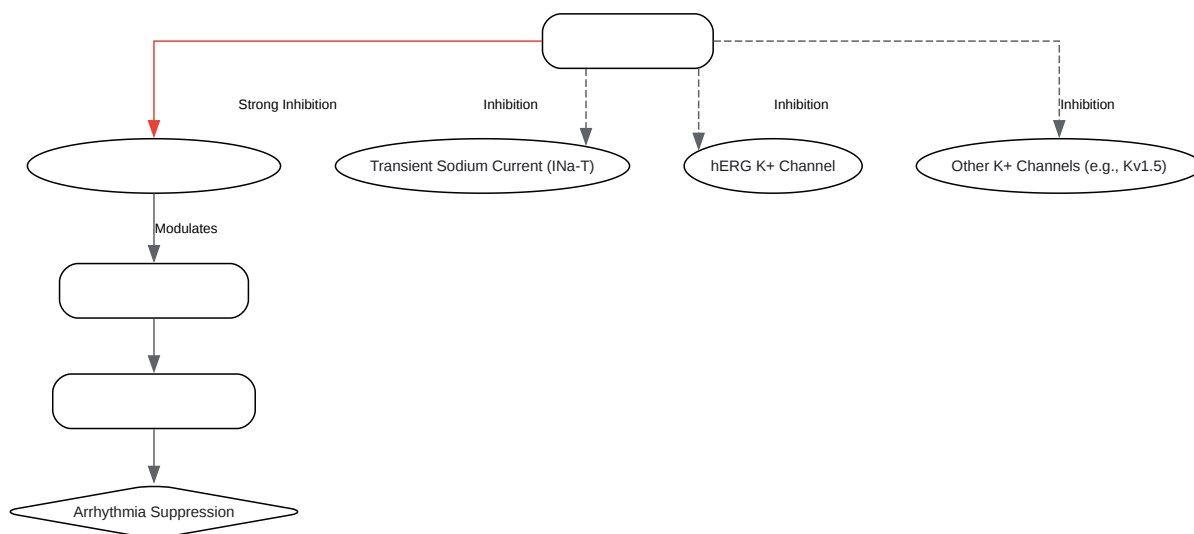 Strong Inhibition
Inhibition
Inhibition
Inhibition
Transient Sodium Current (INa-T)
hERG K+ Channel
Other K+ Channels (e.g., Kv1.5)
Modulates
Arrhythmia Suppression